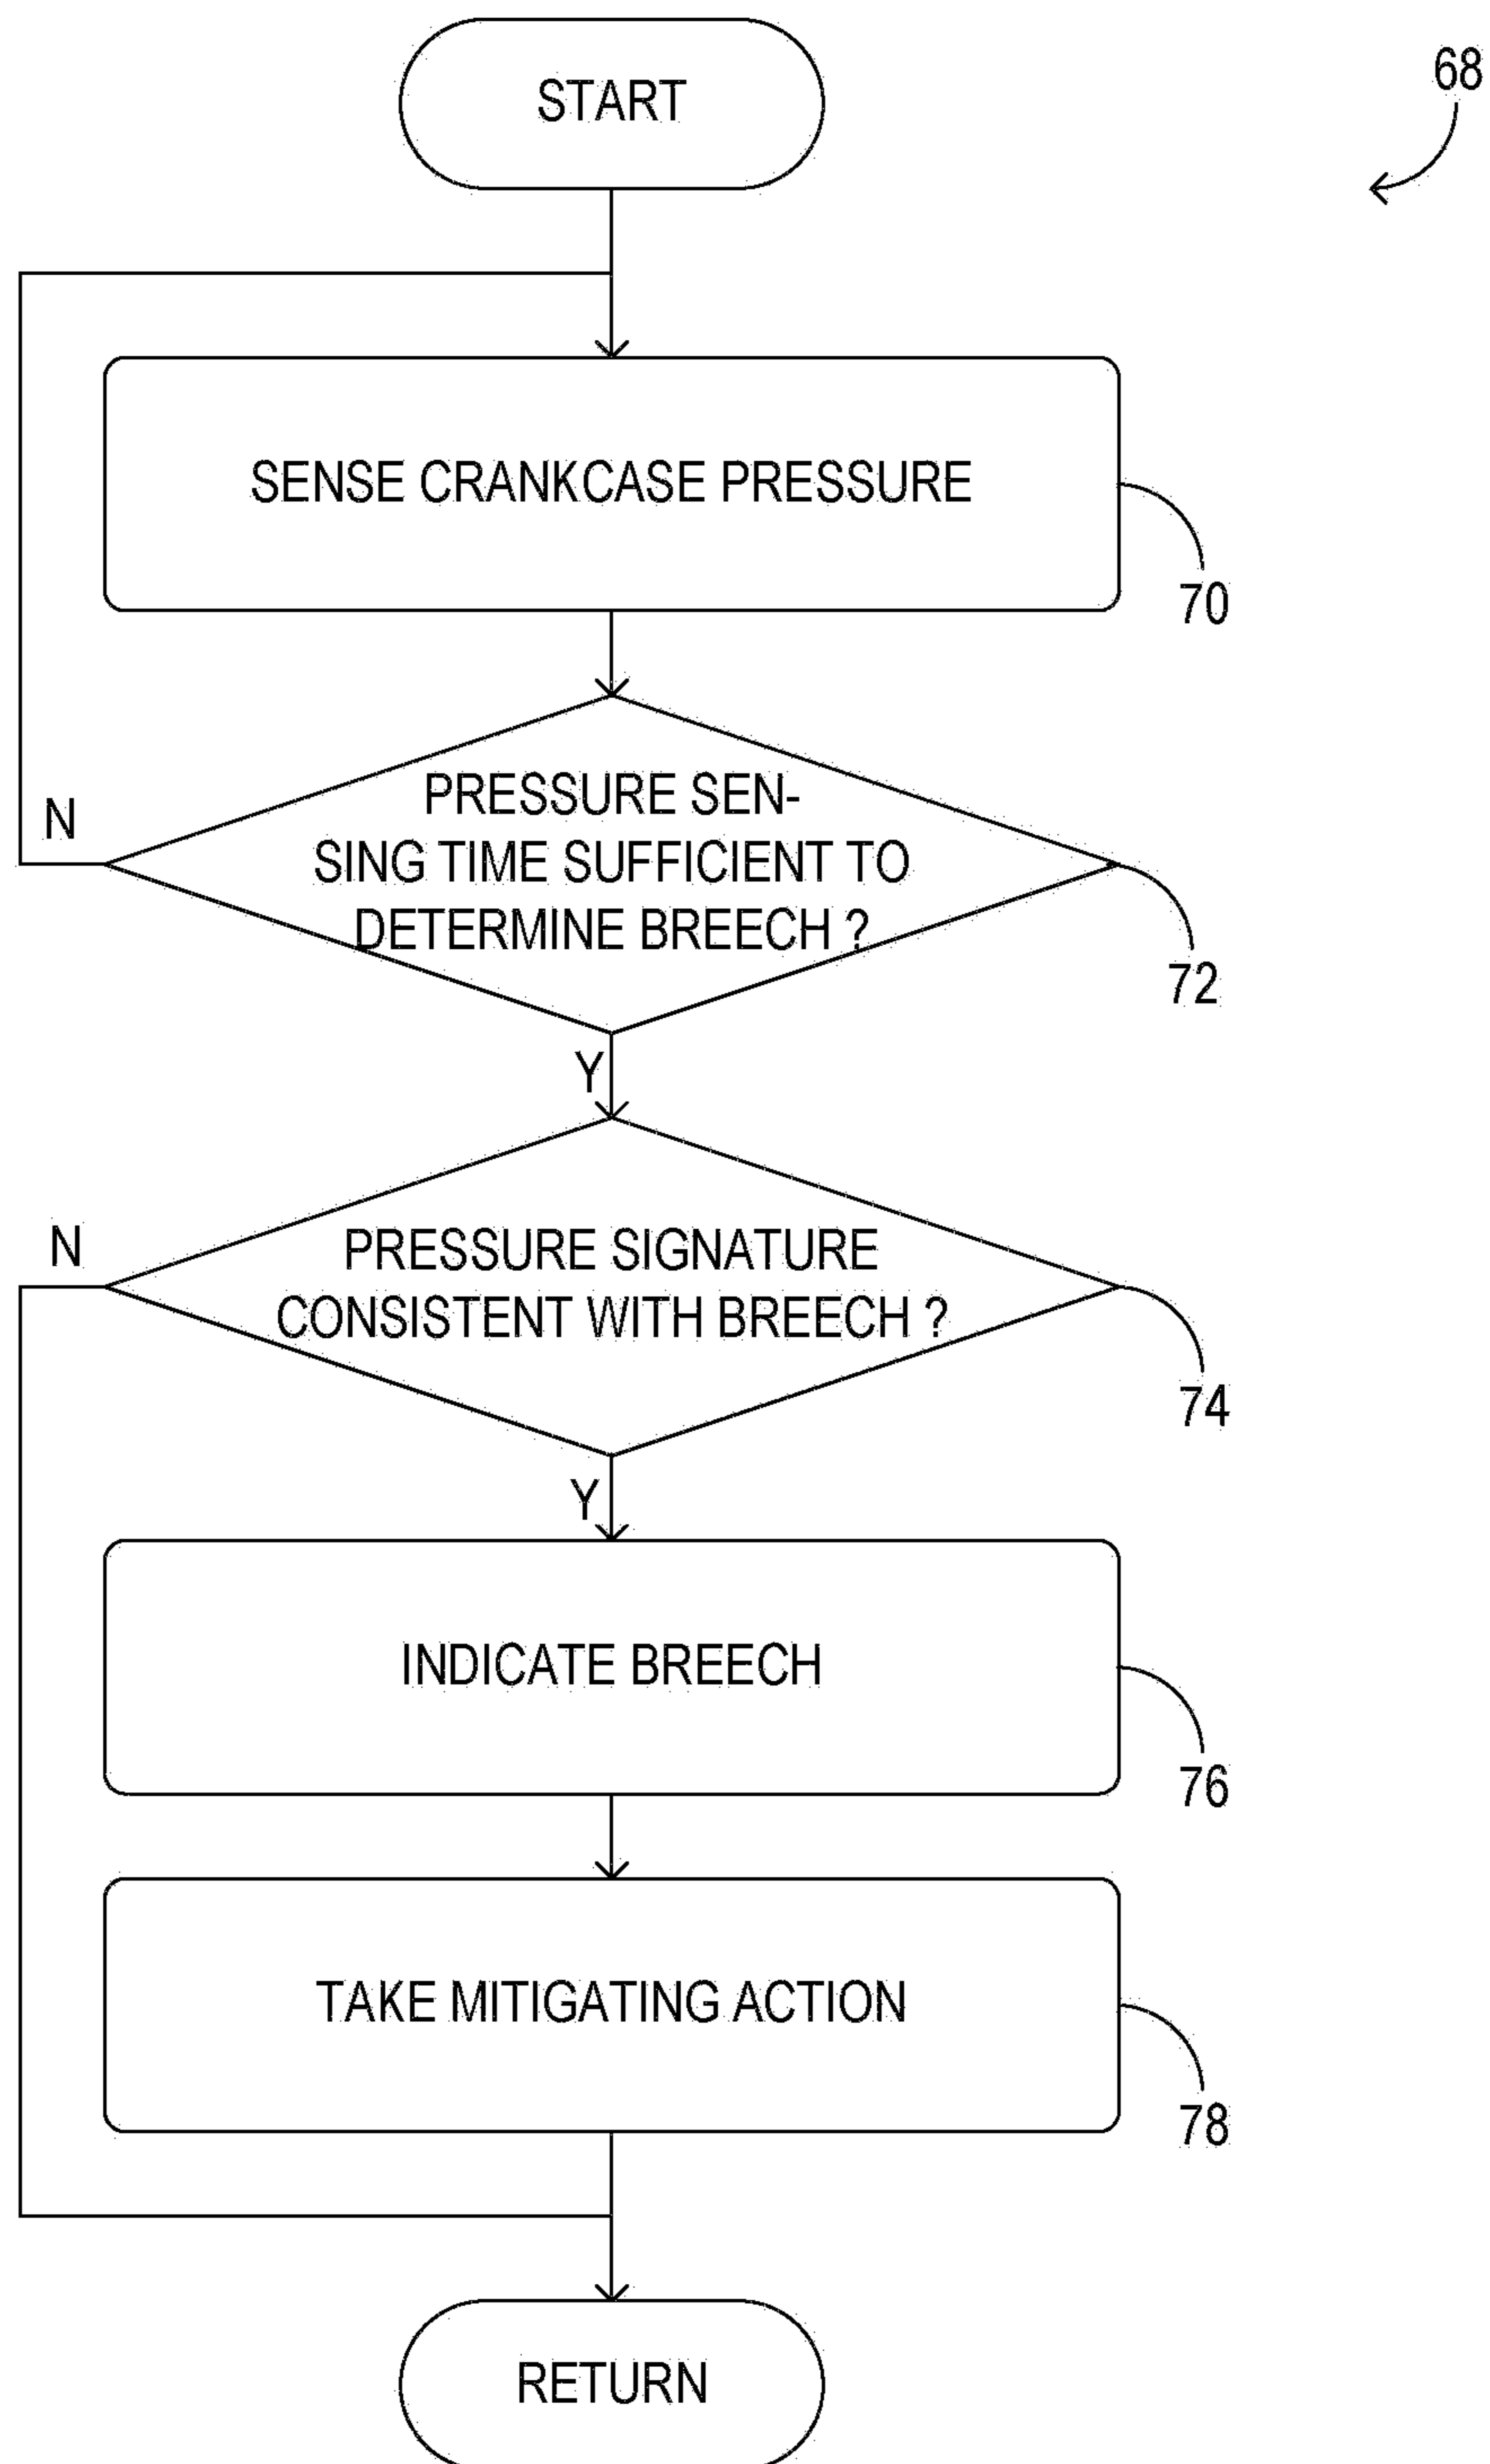 START
68
SENSE CRANKCASE PRESSURE
70
PRESSURE SEN-
SING TIME SUFFICIENT TO
DETERMINE BREECH ?
N
72
Y
PRESSURE SIGNATURE
CONSISTENT WITH BREECH ?
N
74
Y
INDICATE BREECH
76
TAKE MITIGATING ACTION
78
RETURN